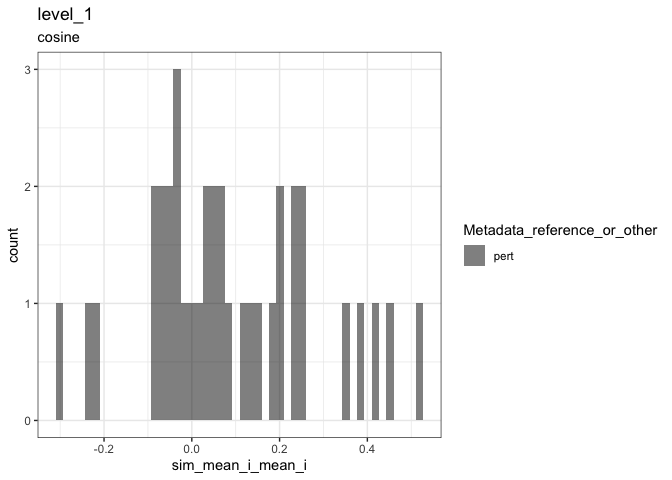 level_1
cosine
3
2
1
0
count
-0.2
0.0
0.2
0.4
sim_mean_i_mean_i
Metadata_reference_or_other
pert